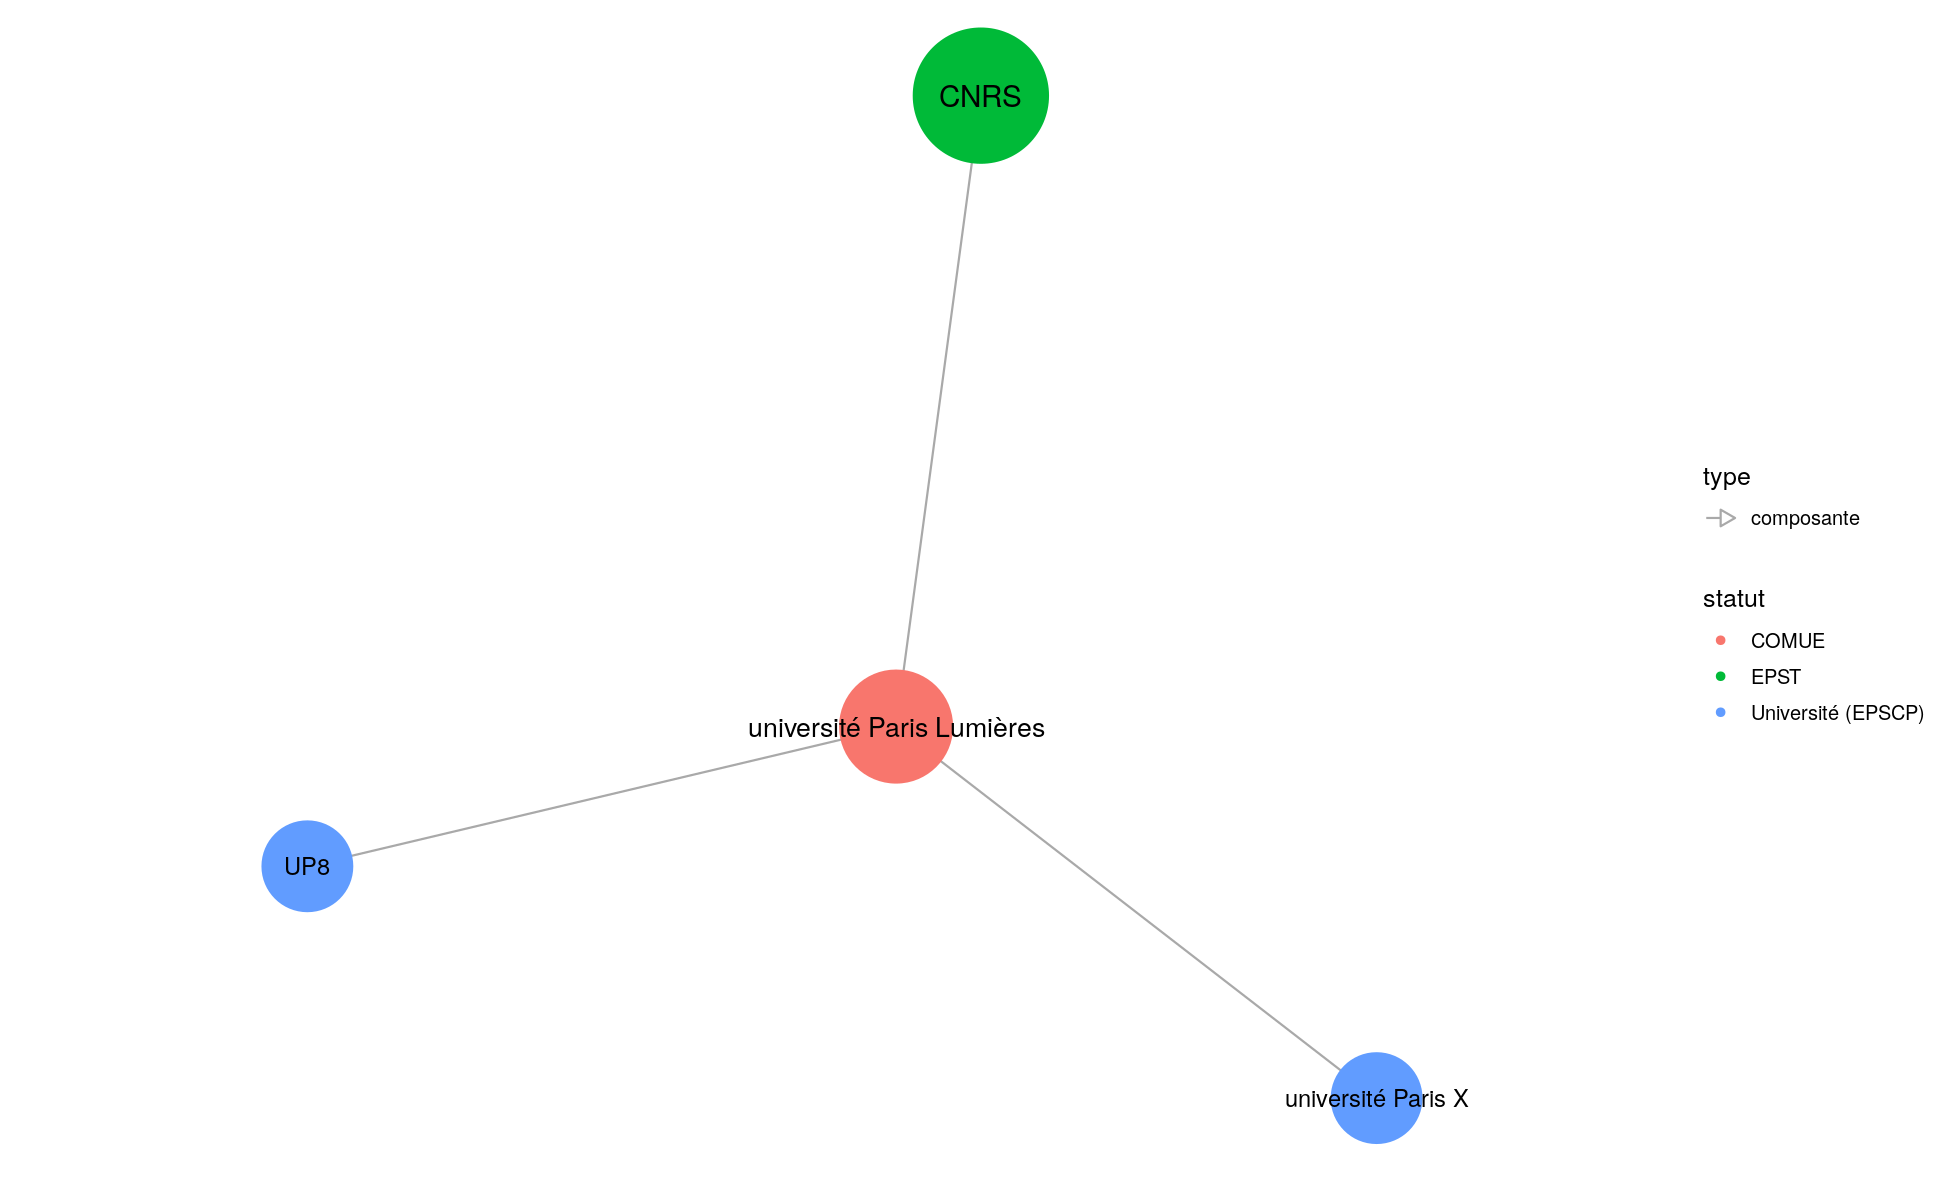 CNRS
type
composante
statut
COMUE
EPST
Université (EPSCP)
université Paris Lumières
UP8
université Paris X